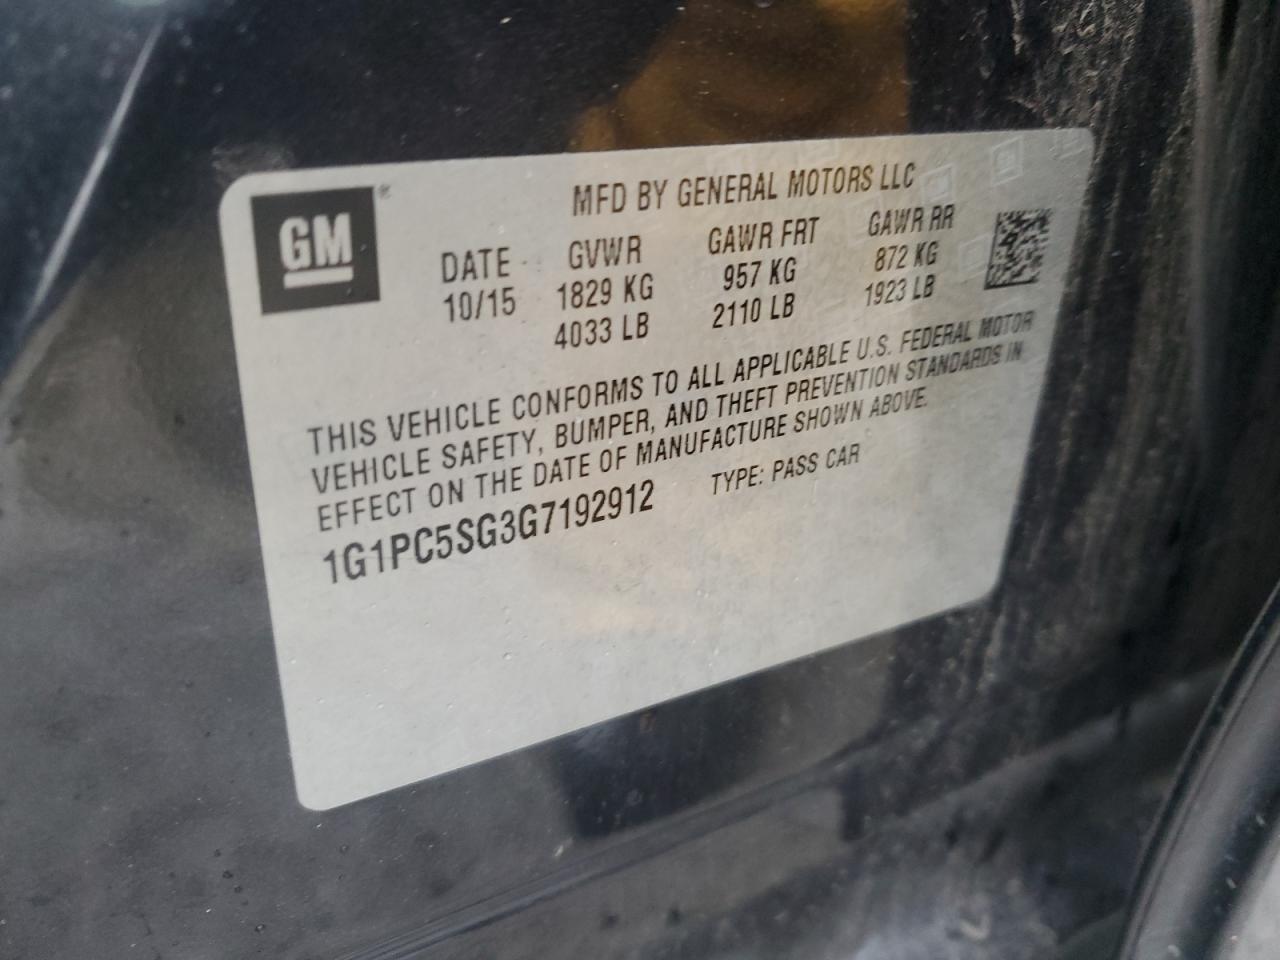 GM®
MFD BY GENERAL MOTORS LLC
DATE GVWR GAWR FRT GAWR RR
10/15 1829 KG 957 KG 872 KG
4033 LB 2110 LB 1923 LB
THIS VEHICLE CONFORMS TO ALL APPLICABLE U.S. FEDERAL MOTOR
VEHICLE SAFETY, BUMPER, AND THEFT PREVENTION STANDARDS IN
EFFECT ON THE DATE OF MANUFACTURE SHOWN ABOVE.
1G1PC5SG3G7192912 TYPE: PASS CAR